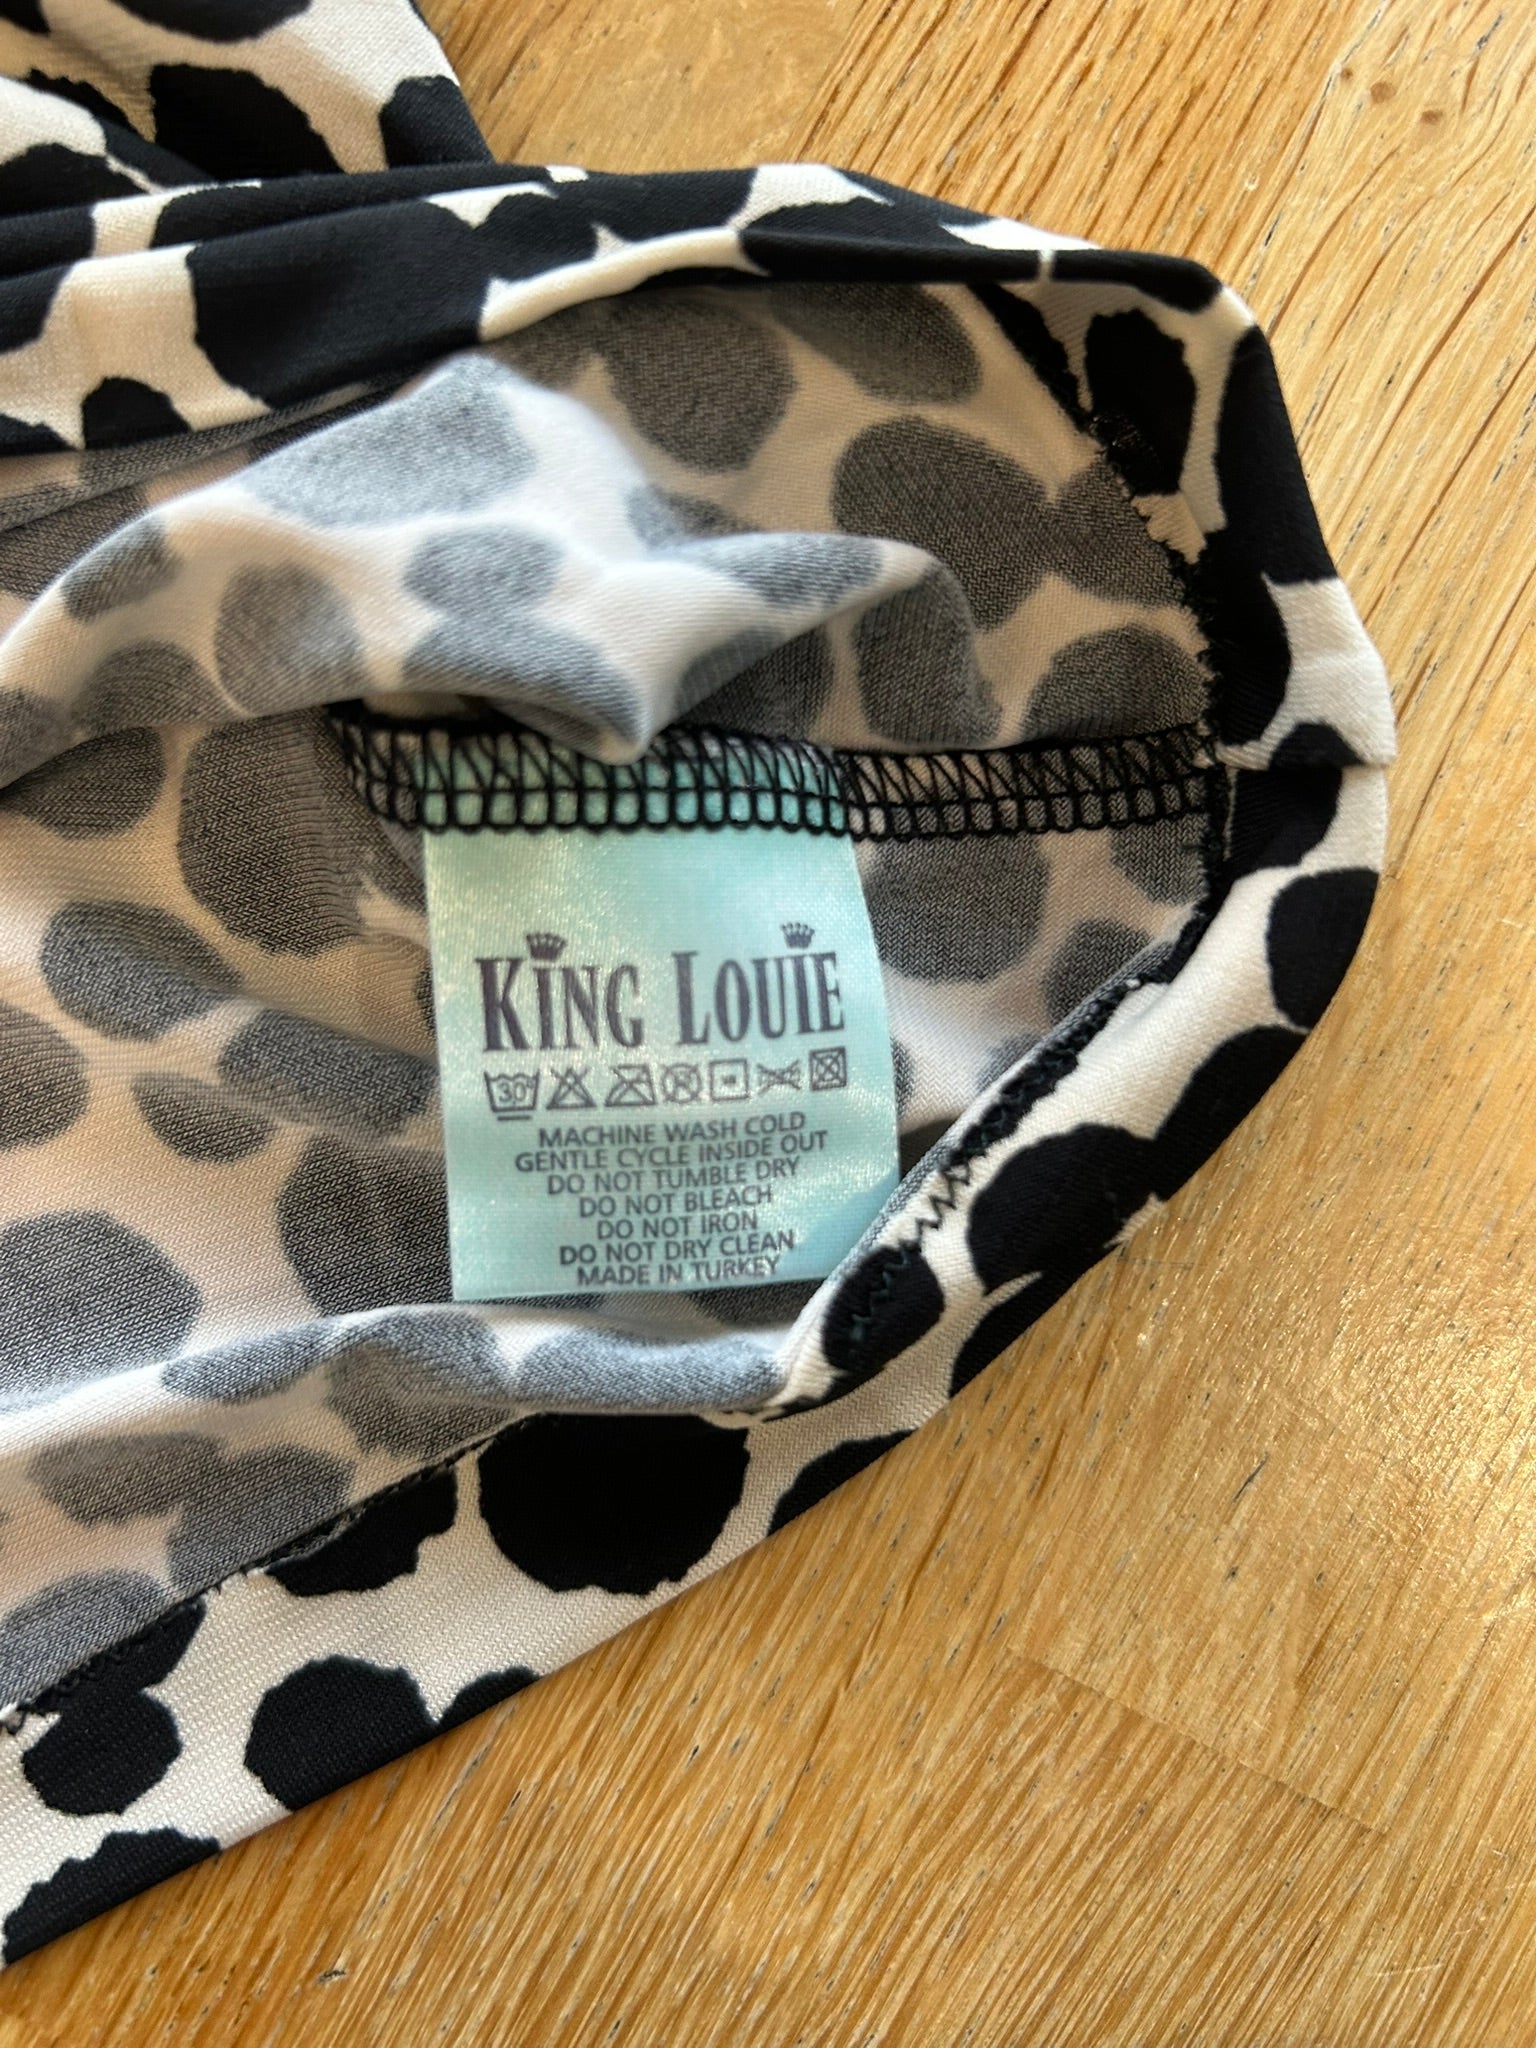 KING LOUIE
30°
MACHINE WASH COLD
GENTLE CYCLE INSIDE OUT
DO NOT TUMBLE DRY
DO NOT BLEACH
DO NOT IRON
DO NOT DRY CLEAN
MADE IN TURKEY